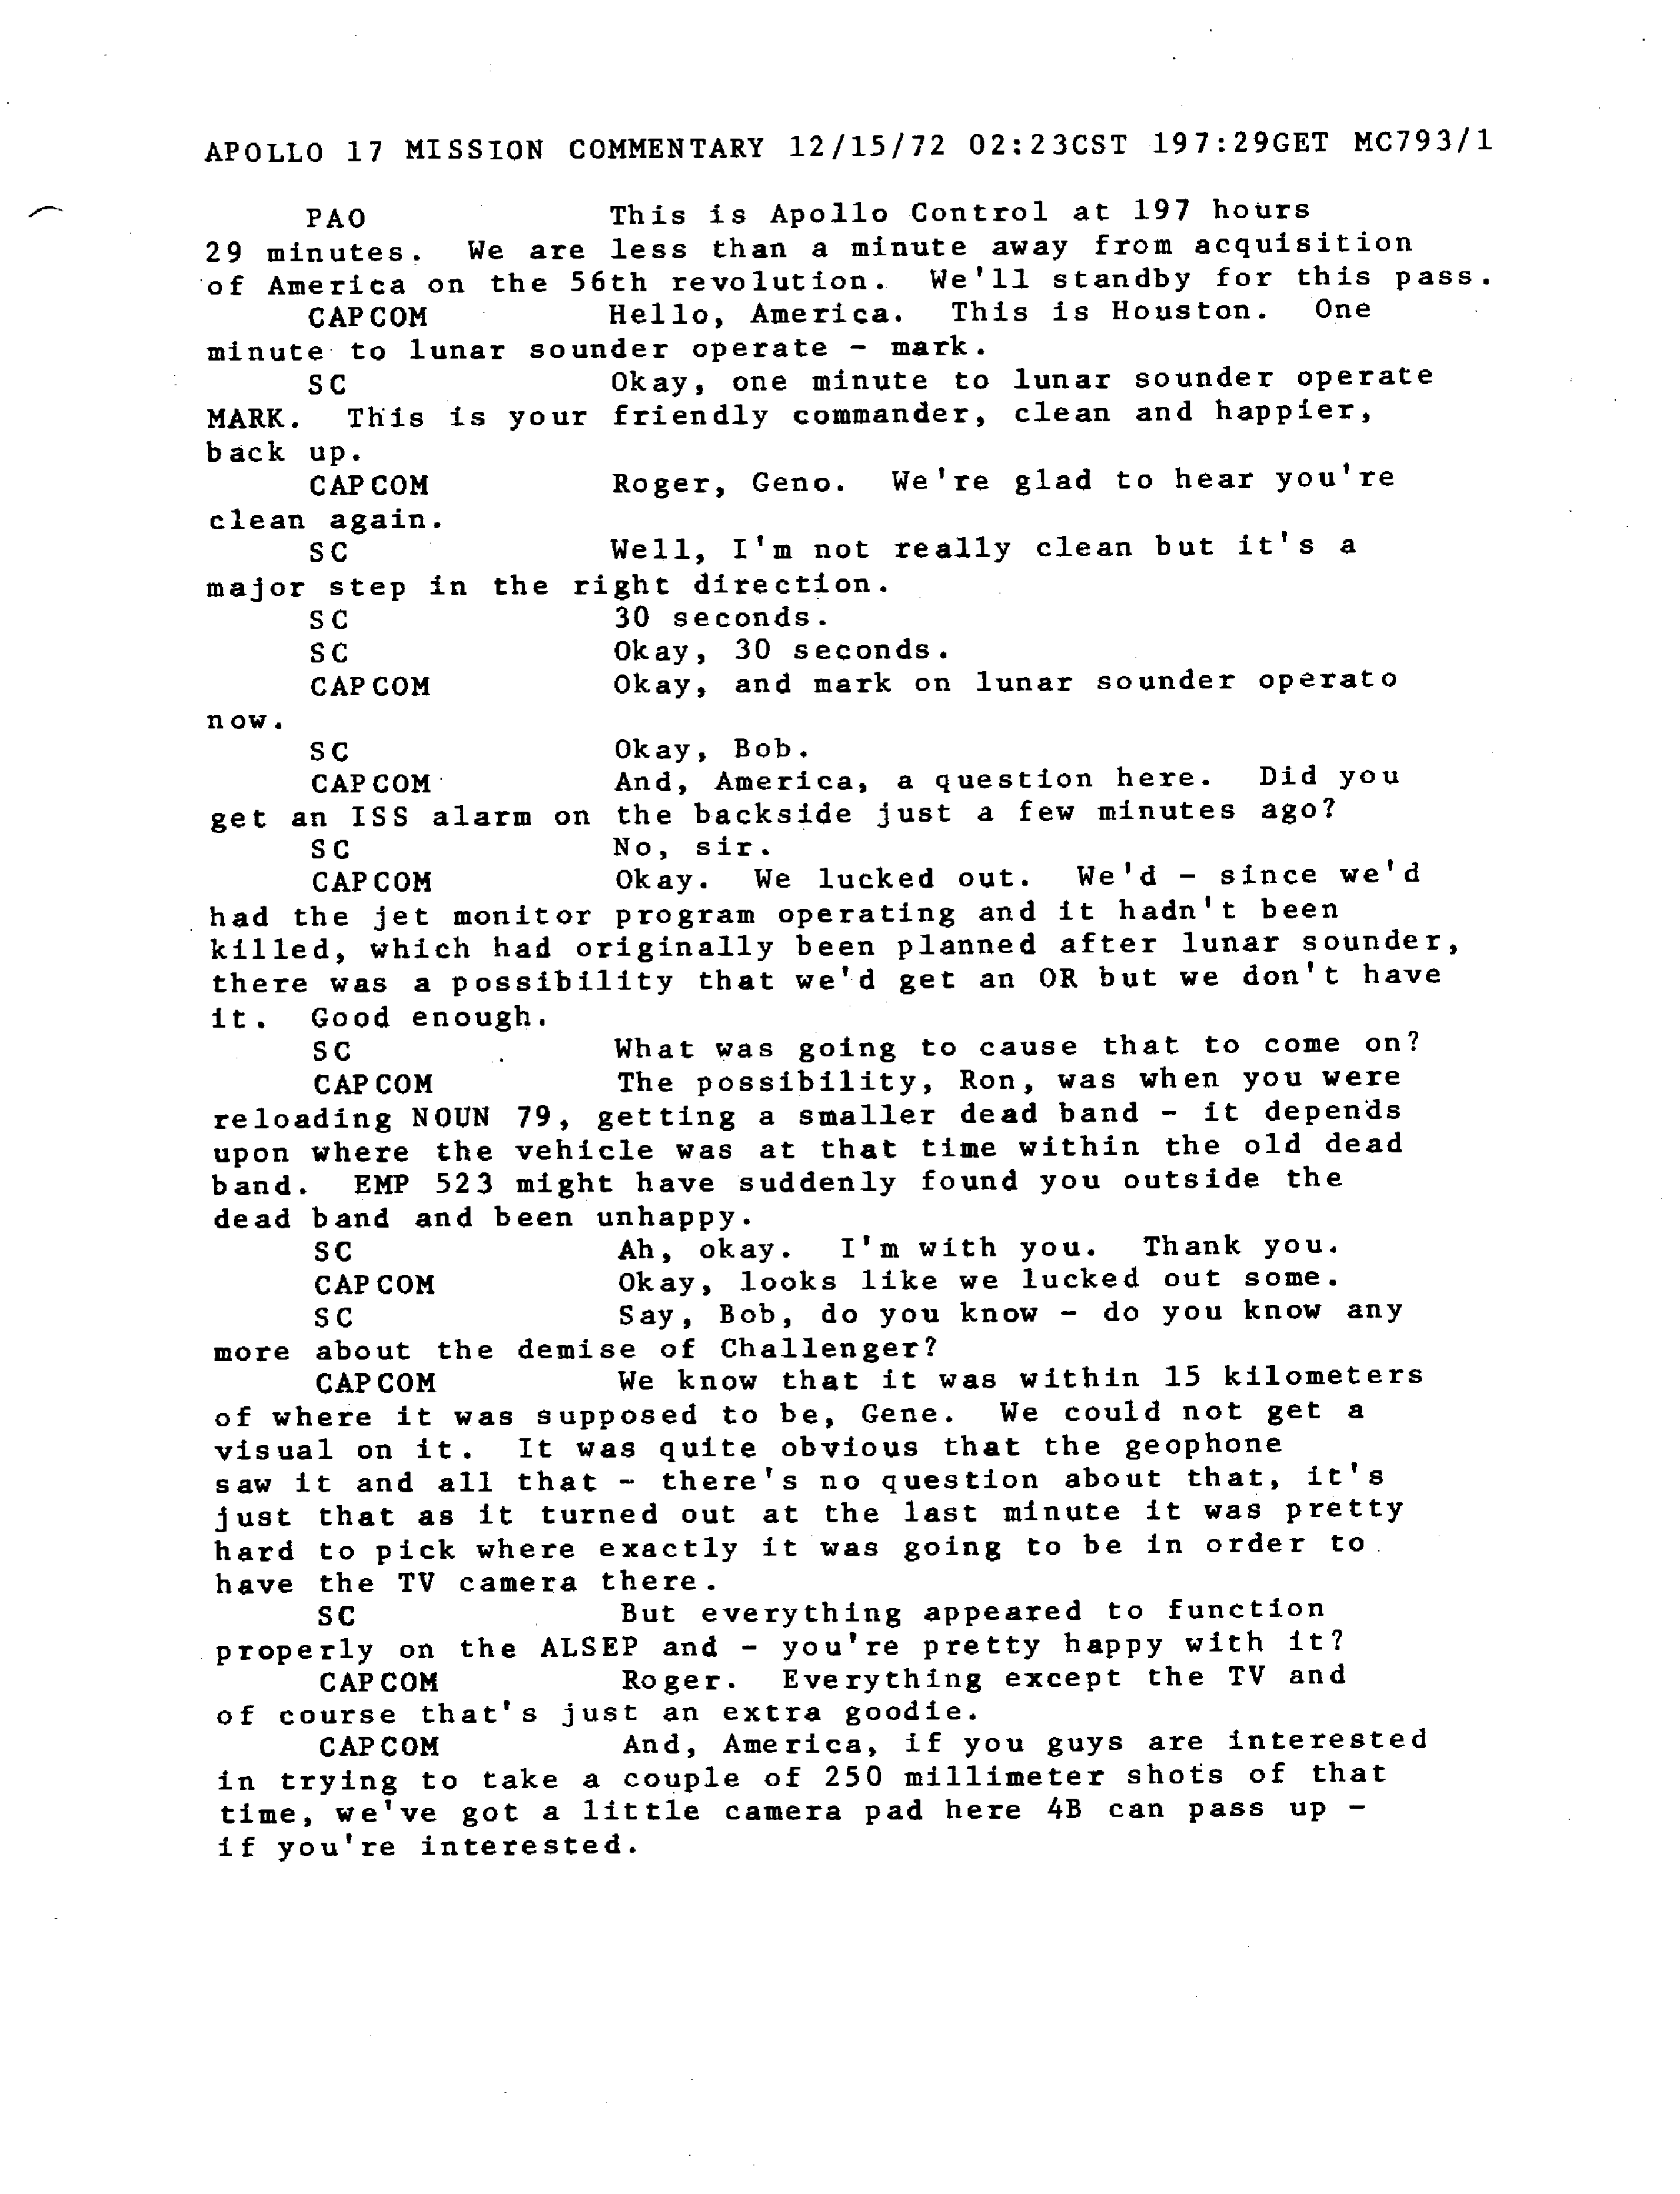 APOLLO 17 MISSION COMMENTARY 12/15/72 02:23CST 197:29GET MC793/1
PAO This is Apollo Control at 197 hours
29 minutes. We are less than a minute away from acquisition
of America on the 56th revolution. We'll standby for this pass.
CAPCOM Hello, America. This is Houston. One
minute to lunar sounder operate - mark.
SC Okay, one minute to lunar sounder operate
MARK. This is your friendly commander, clean and happier,
back up.
CAPCOM Roger, Geno. We're glad to hear you're
clean again.
SC Well, I'm not really clean but it's a
major step in the right direction.
SC 30 seconds.
SC Okay, 30 seconds.
CAPCOM Okay, and mark on lunar sounder operato
now.
SC Okay, Bob.
CAPCOM And, America, a question here. Did you
get an ISS alarm on the backside just a few minutes ago?
SC No, sir.
CAPCOM Okay. We lucked out. We'd - since we'd
had the jet monitor program operating and it hadn't been
killed, which had originally been planned after lunar sounder,
there was a possibility that we'd get an OR but we don't have
it. Good enough.
SC What was going to cause that to come on?
CAPCOM The possibility, Ron, was when you were
reloading NOUN 79, getting a smaller dead band - it depends
upon where the vehicle was at that time within the old dead
band. EMP 523 might have suddenly found you outside the
dead band and been unhappy.
SC Ah, okay. I'm with you. Thank you.
CAPCOM Okay, looks like we lucked out some.
SC Say, Bob, do you know - do you know any
more about the demise of Challenger?
CAPCOM We know that it was within 15 kilometers
of where it was supposed to be, Gene. We could not get a
visual on it. It was quite obvious that the geophone
saw it and all that - there's no question about that, it's
just that as it turned out at the last minute it was pretty
hard to pick where exactly it was going to be in order to
have the TV camera there.
SC But everything appeared to function
properly on the ALSEP and - you're pretty happy with it?
CAPCOM Roger. Everything except the TV and
of course that's just an extra goodie.
CAPCOM And, America, if you guys are interested
in trying to take a couple of 250 millimeter shots of that
time, we've got a little camera pad here 4B can pass up -
if you're interested.